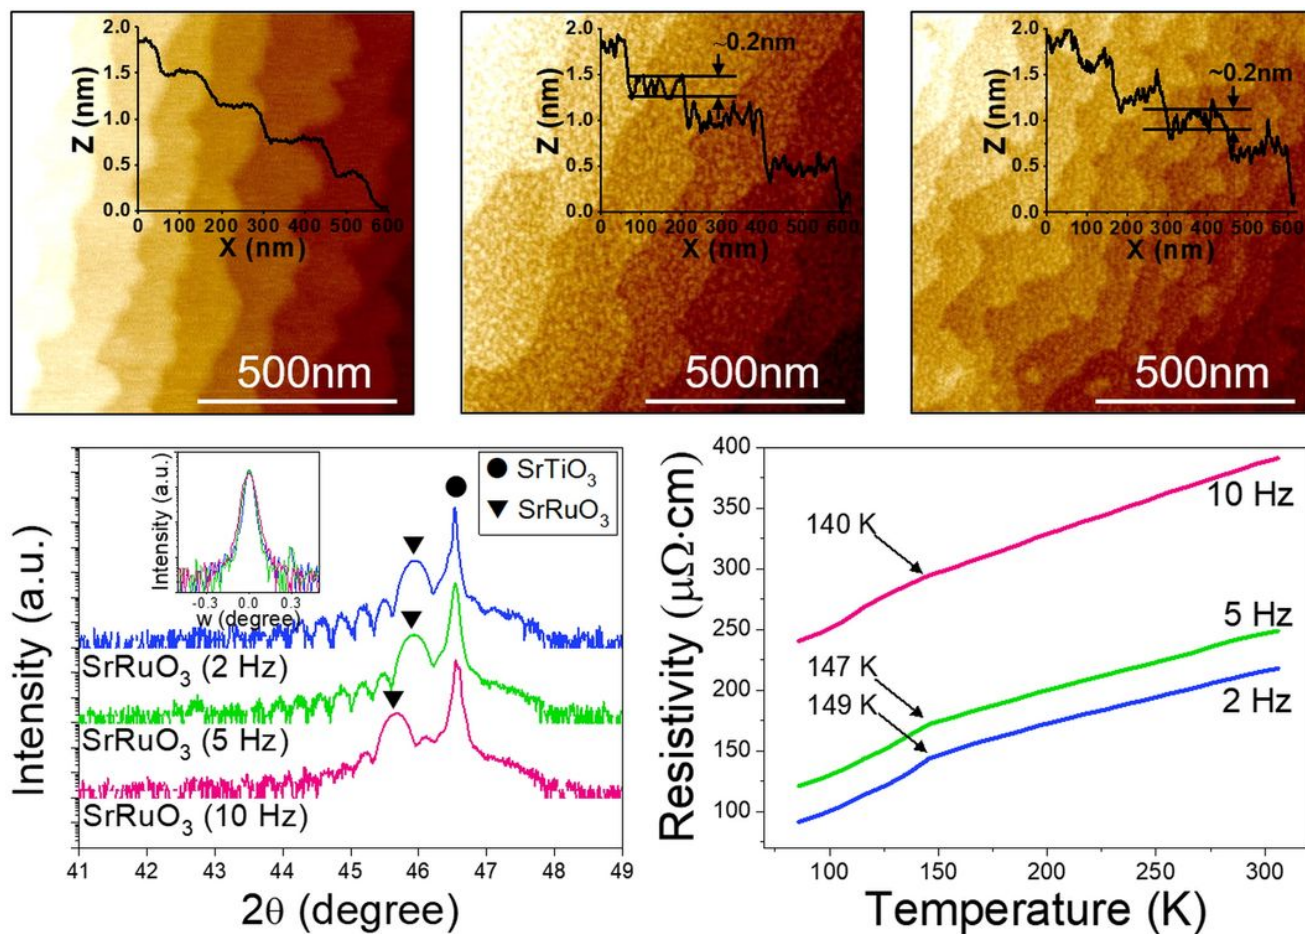 2.0
1.5
1.0
0.5
0.0
Z (nm)
0 100 200 300 400 500 600
X (nm)
500nm
2.0
1.5
1.0
0.5
0.0
Z (nm)
~0.2nm
0 100 200 300 400 500 600
X (nm)
500nm
2.0
1.5
1.0
0.5
0.0
Z (nm)
~0.2nm
0 100 200 300 400 500 600
X (nm)
500nm
Intensity (a.u.)
Intensity (a.u.)
-0.3 0.0 0.3
w (degree)
SrTiO3
SrRuO3
SrRuO3 (2 Hz)
SrRuO3 (5 Hz)
SrRuO3 (10 Hz)
41 42 43 44 45 46 47 48 49
2θ (degree)
Resistivity (μΩ·cm)
400
350
300
250
200
150
100
140 K
147 K
149 K
10 Hz
5 Hz
2 Hz
100 150 200 250 300
Temperature (K)